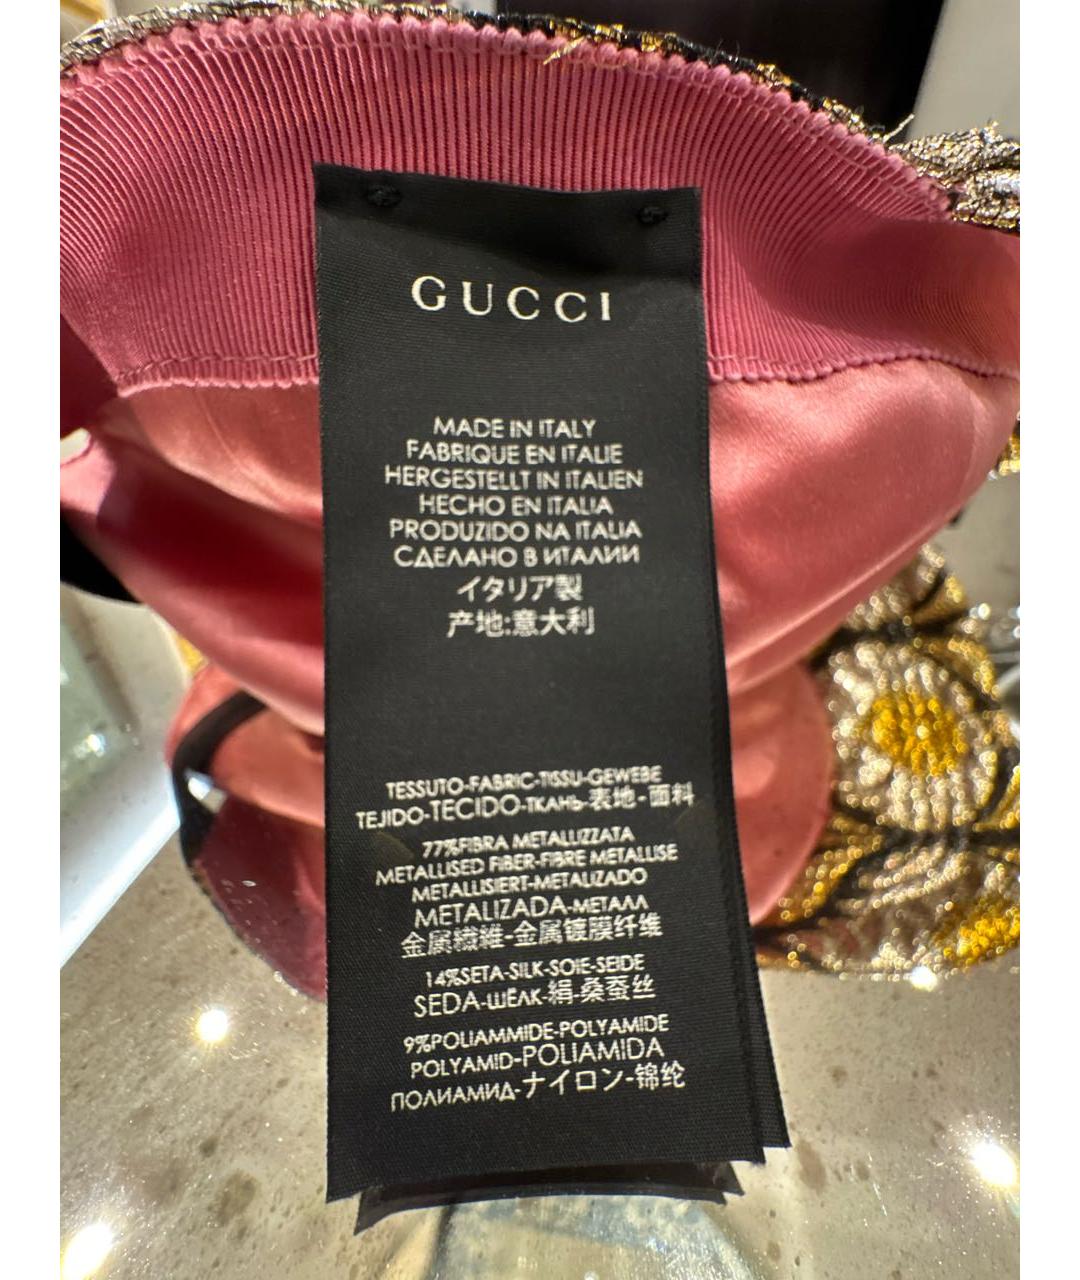 GUCCI
MADE IN ITALY
FABRIQUE EN ITALIE
HERGESTELLT IN ITALIEN
HECHO EN ITALIA
PRODUZIDO NA ITALIA
СДЕЛАНО В ИТАЛИИ
イタリア製
产地:意大利
TESSUTO-FABRIC-TISSU-GEWEBE
TEJIDO-TECIDO-ТКАНЬ-表地-面料
77%FIBRA METALLIZZATA
METALLISED FIBER-FIBRE METALLISE
METALLISIERT-METALIZADO
METALIZADA-МЕТАЛЛ
金属繊維-金属镀膜纤维
14%SETA-SILK-SOIE-SEIDE
SEDA-ШЁЛК-絹-桑蚕丝
9%POLIAMMIDE-POLYAMIDE
POLYAMID-POLIAMIDA
ПОЛИАМИД-ナイロン-锦纶